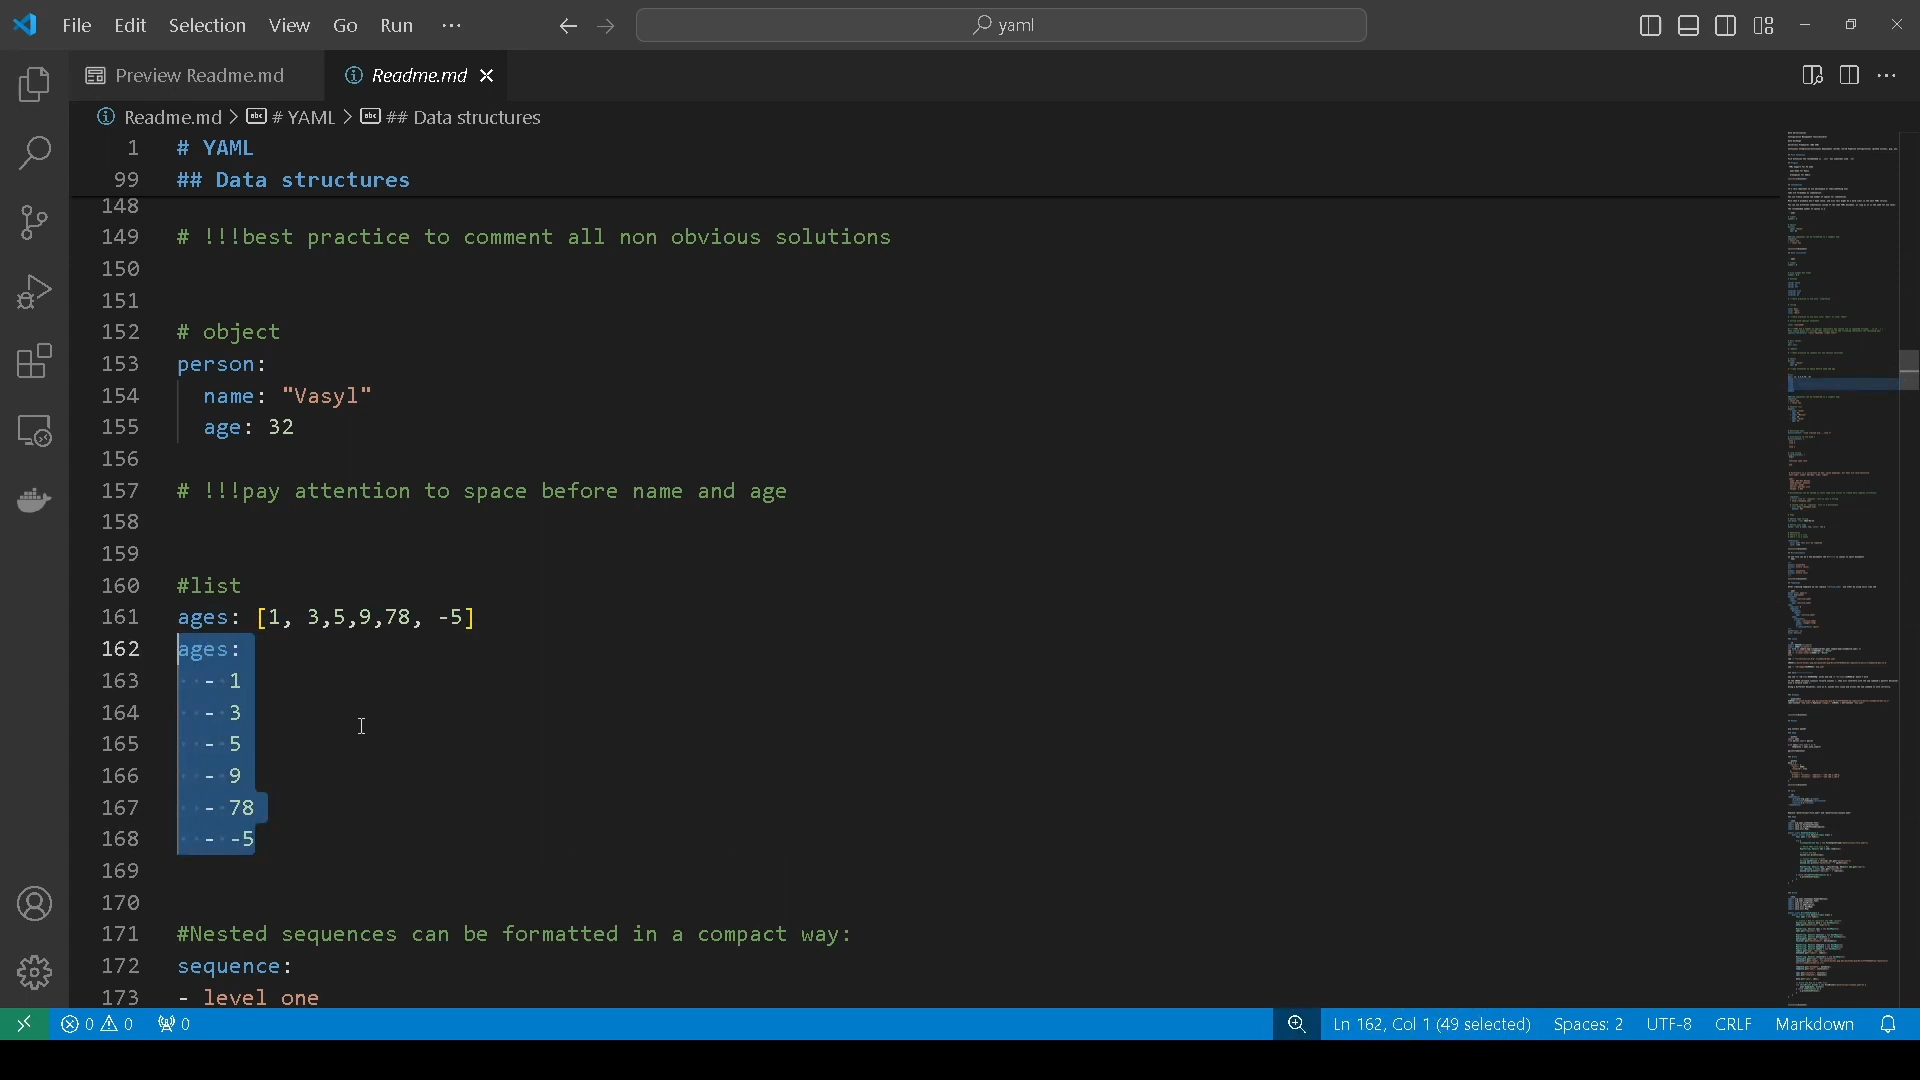 File Edit Selection View Go Run ···
yaml
Preview Readme.md
Readme.md
Readme.md > # YAML > ## Data structures
1 # YAML
99 ## Data structures
148
149 # !!!best practice to comment all non obvious solutions
150
151
152 # object
153 person:
154 name: "Vasyl"
155 age: 32
156
157 # !!!pay attention to space before name and age
158
159
160 #list
161 ages: [1, 3,5,9,78, -5]
162 ages:
163 - 1
164 - 3
165 - 5
166 - 9
167 - 78
168 - -5
169
170
171 #Nested sequences can be formatted in a compact way:
172 sequence:
173 - level one
0 0 0 Ln 162, Col 1 (49 selected) Spaces: 2 UTF-8 CRLF Markdown